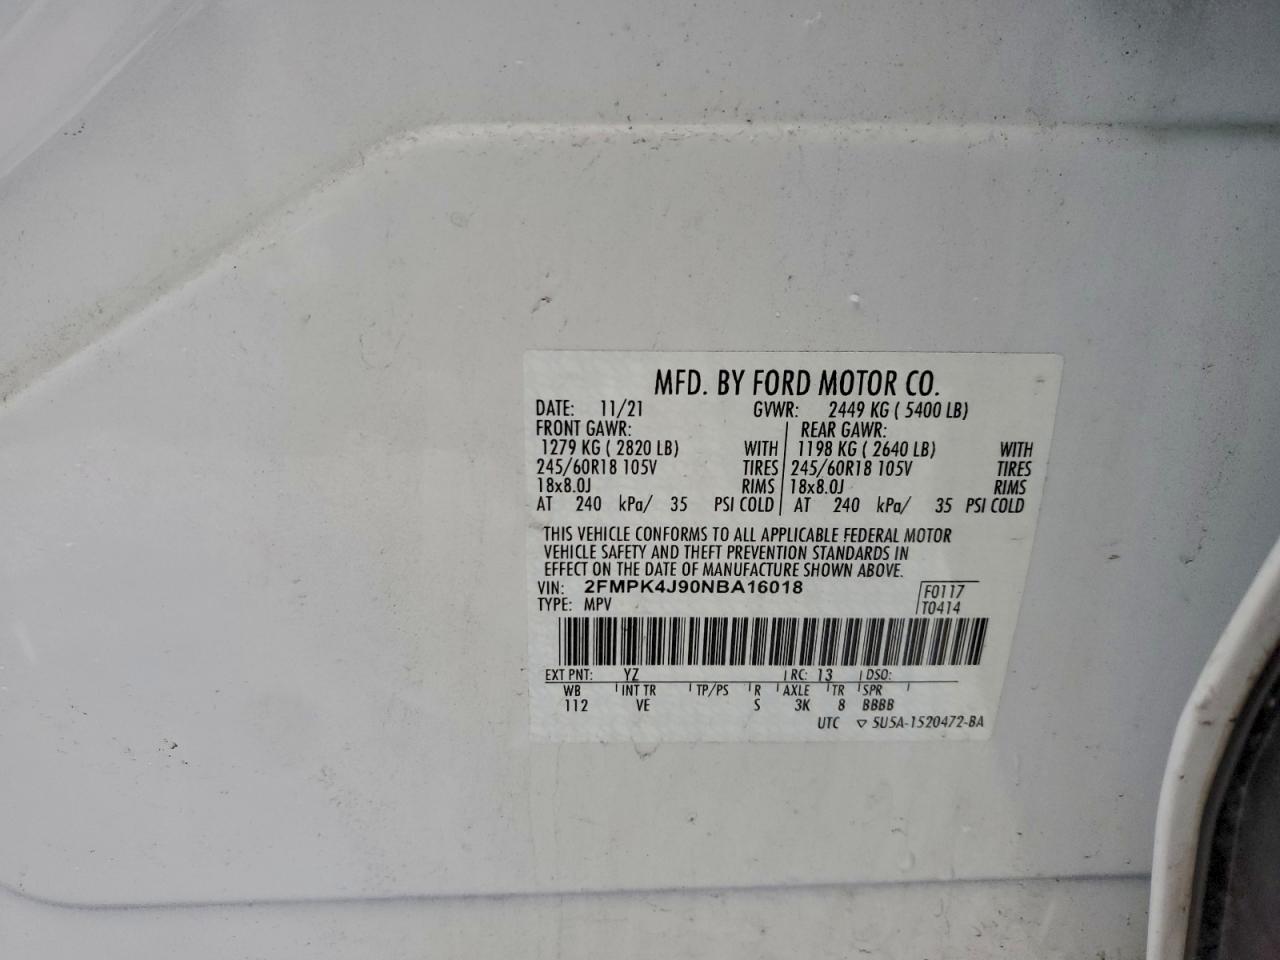 MFD. BY FORD MOTOR CO.
DATE: 11/21 GVWR: 2449 KG ( 5400 LB)
FRONT GAWR: REAR GAWR:
1279 KG ( 2820 LB) WITH 1198 KG ( 2640 LB) WITH
245/60R18 105V TIRES 245/60R18 105V TIRES
18x8.0J RIMS 18x8.0J RIMS
AT 240 kPa/ 35 PSI COLD AT 240 kPa/ 35 PSI COLD
THIS VEHICLE CONFORMS TO ALL APPLICABLE FEDERAL MOTOR
VEHICLE SAFETY AND THEFT PREVENTION STANDARDS IN
EFFECT ON THE DATE OF MANUFACTURE SHOWN ABOVE.
VIN: 2FMPK4J90NBA16018 F0117
TYPE: MPV T0414
EXT PNT: YZ RC: 13 DSO:
WB INT TR TP/PS R AXLE TR SPR
112 VE S 3K 8 BBBB
UTC ▽ 5U5A-1520472-BA